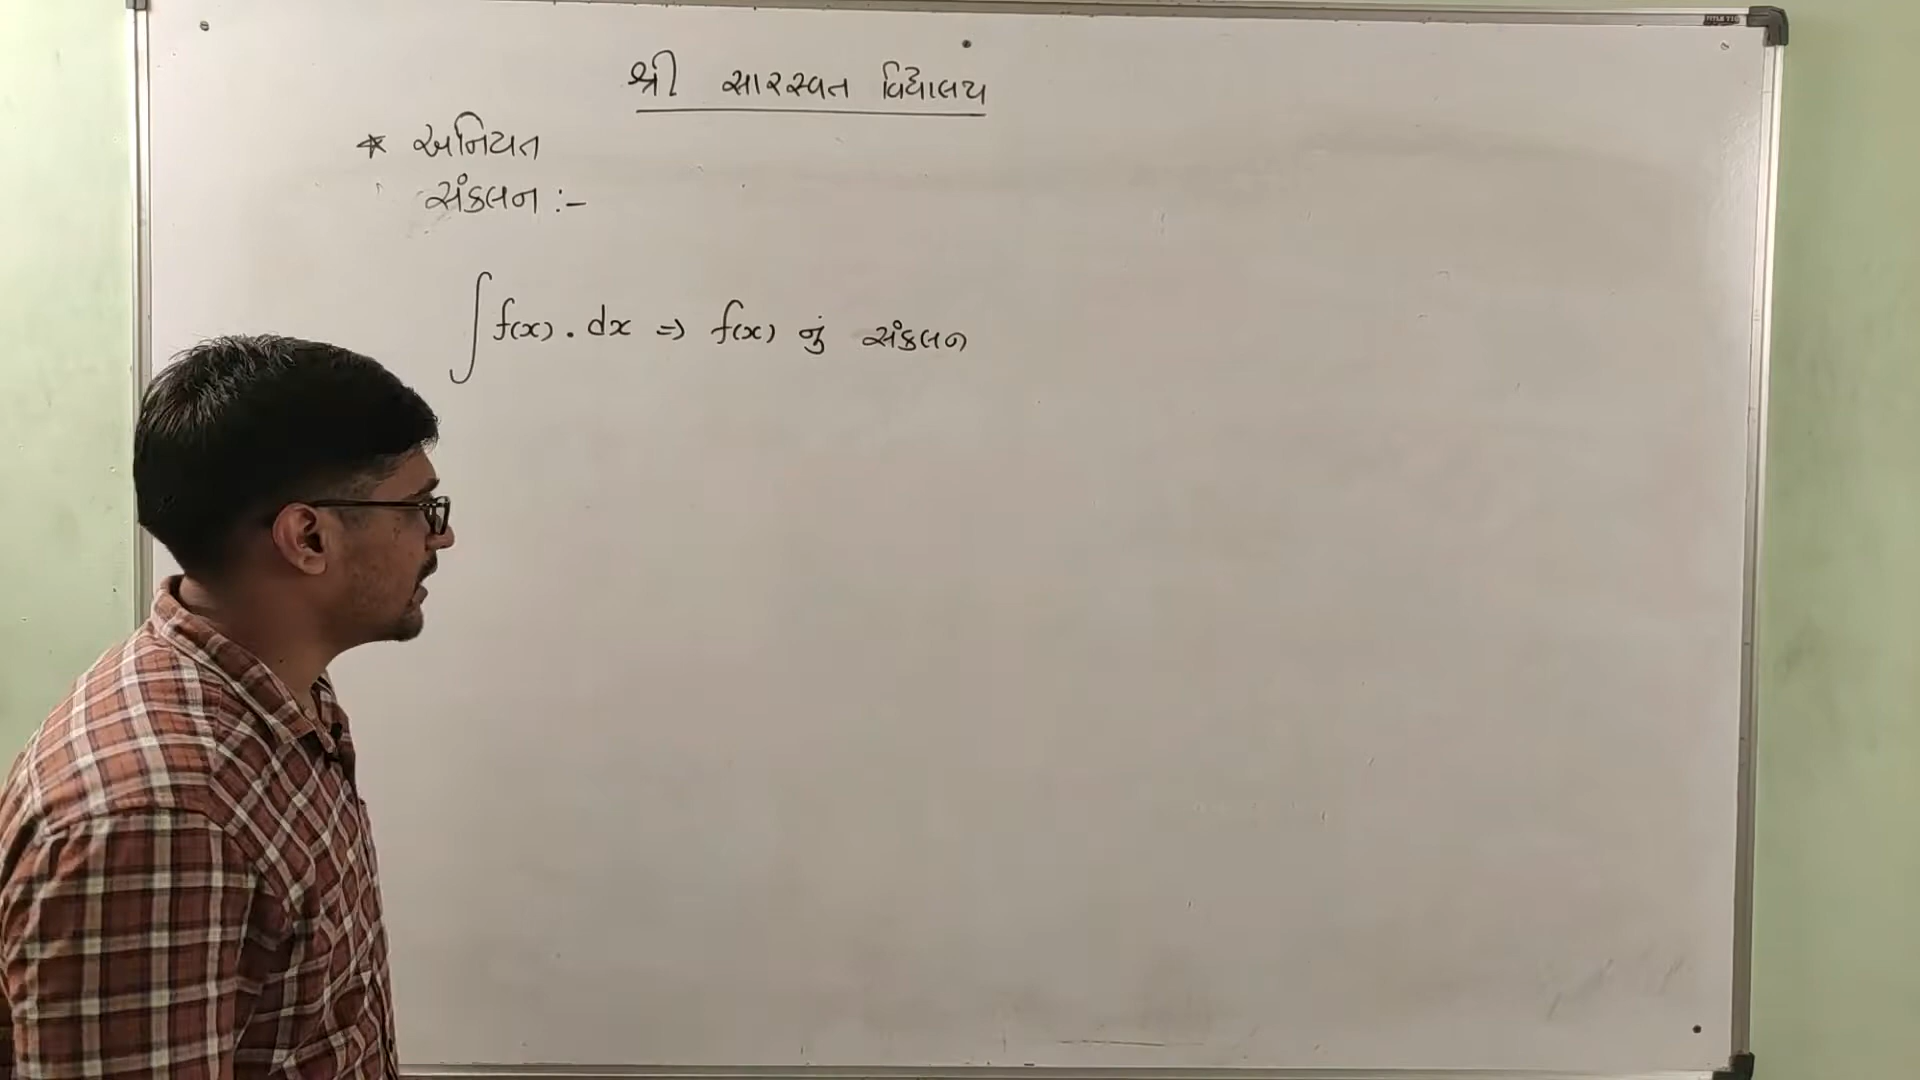 શ્રી સારસ્વત વિદ્યાલય
* અનિયત
સંકલન :-
∫ f(x) . dx ⇒ f(x) નું સંકલન